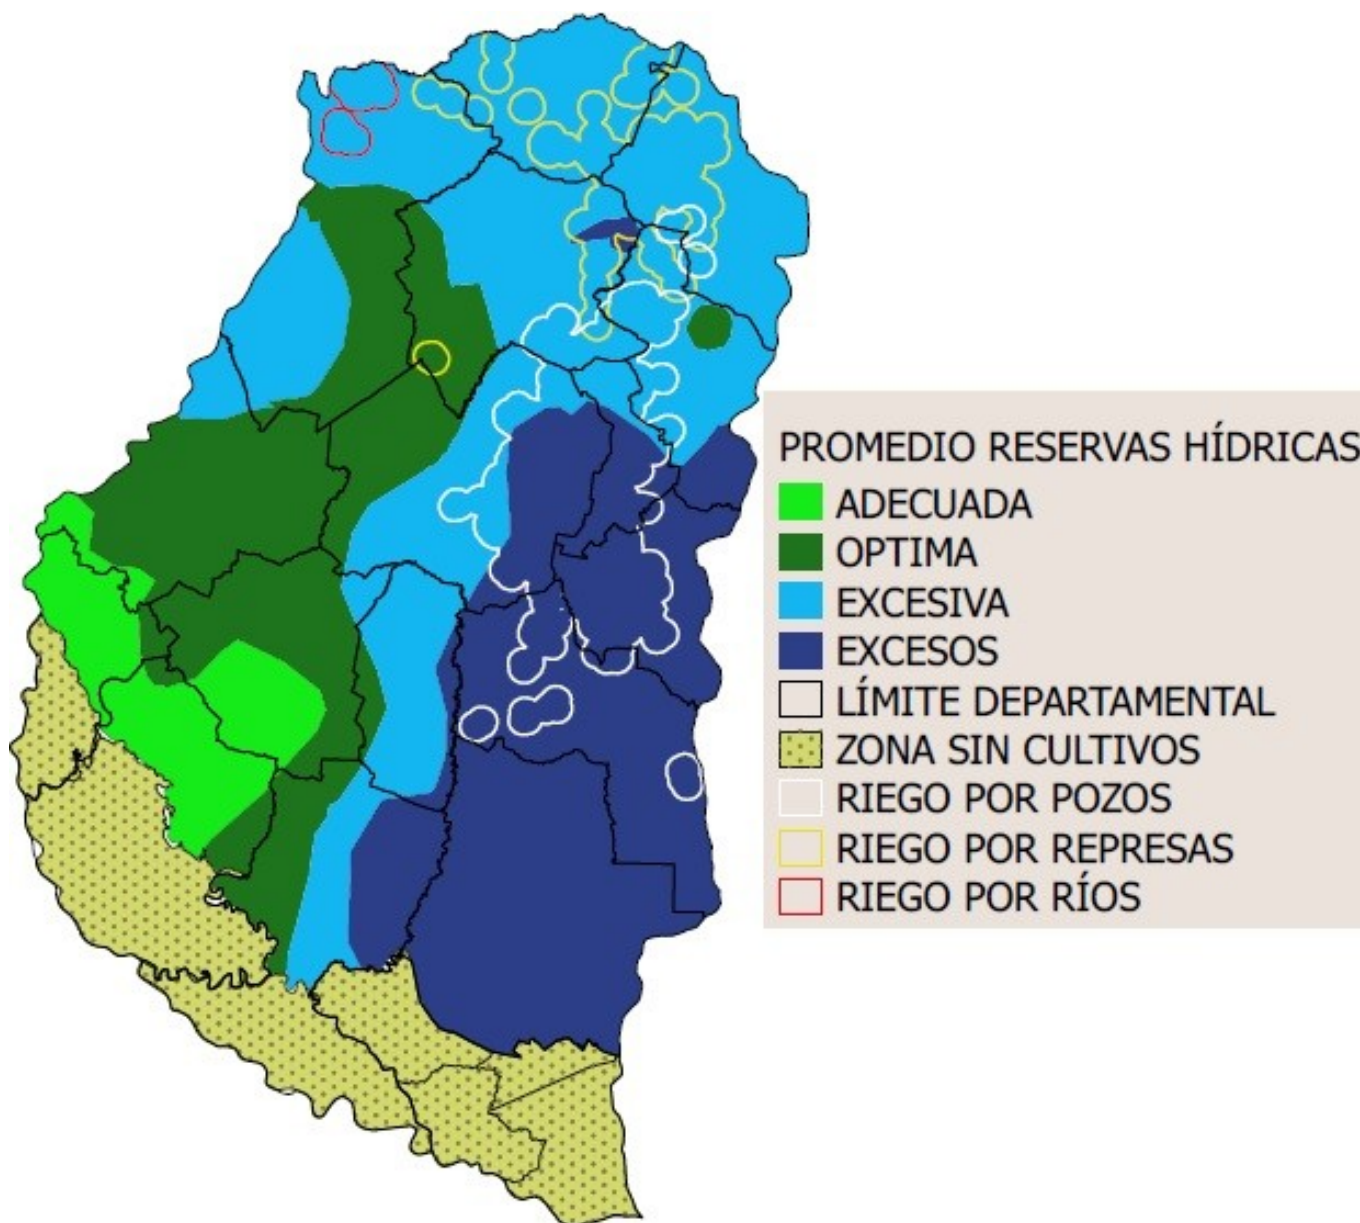 PROMEDIO RESERVAS HÍDRICAS
ADECUADA
OPTIMA
EXCESIVA
EXCESOS
LÍMITE DEPARTAMENTAL
ZONA SIN CULTIVOS
RIEGO POR POZOS
RIEGO POR REPRESAS
RIEGO POR RÍOS